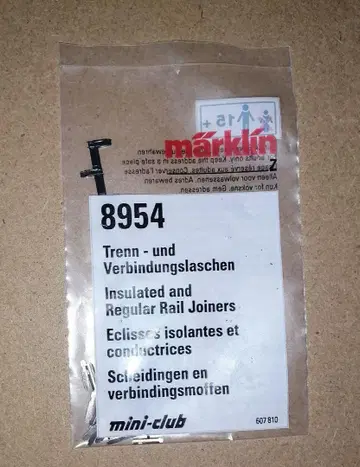 15+
märklin
Z
8954
Trenn - und
Verbindungslaschen
Insulated and
Regular Rail Joiners
Eclisses isolantes et
conductrices
Scheidingen en
verbindingsmoffen
mini-club
607 810